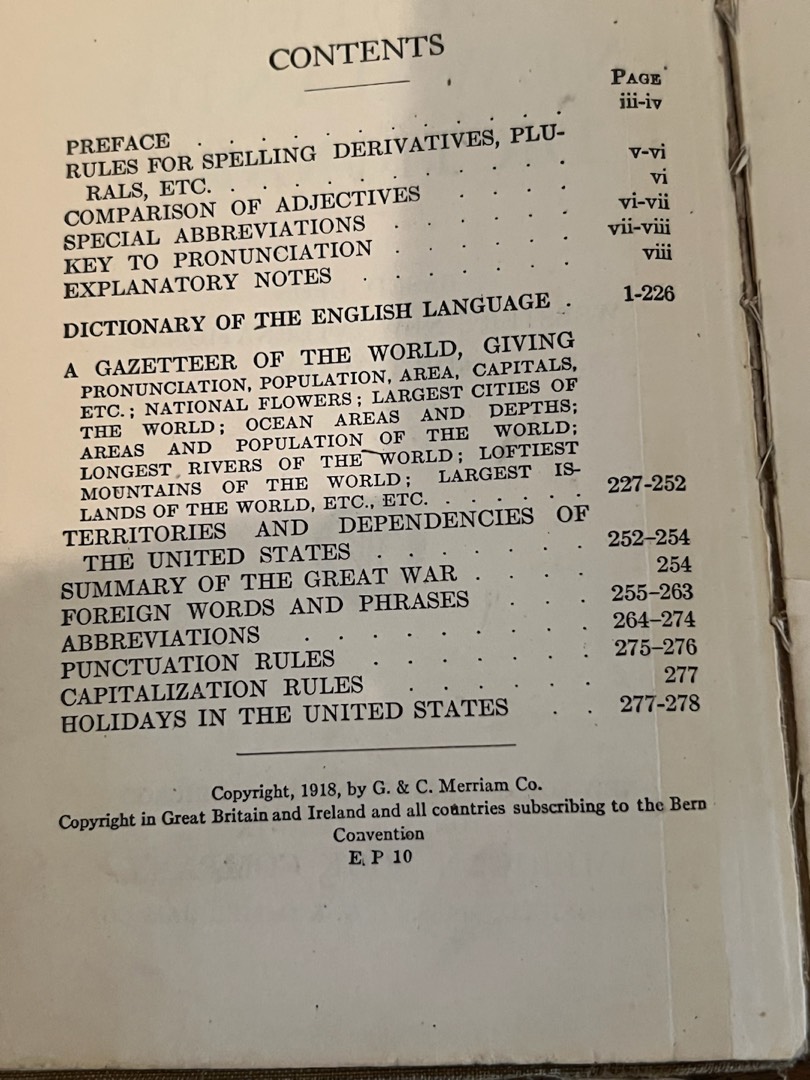 CONTENTS
PAGE
PREFACE . . . . . . . . . . . . iii-iv
RULES FOR SPELLING DERIVATIVES, PLU-
RALS, ETC. . . . . . . . . . . . v-vi
COMPARISON OF ADJECTIVES . . . . vi
SPECIAL ABBREVIATIONS . . . . . . vi-vii
KEY TO PRONUNCIATION . . . . . . vii-viii
EXPLANATORY NOTES . . . . . . . viii
DICTIONARY OF THE ENGLISH LANGUAGE . 1-226
A GAZETTEER OF THE WORLD, GIVING
PRONUNCIATION, POPULATION, AREA, CAPITALS,
ETC.; NATIONAL FLOWERS; LARGEST CITIES OF
THE WORLD; OCEAN AREAS AND DEPTHS;
AREAS AND POPULATION OF THE WORLD;
LONGEST RIVERS OF THE WORLD; LOFTIEST
MOUNTAINS OF THE WORLD; LARGEST IS-
LANDS OF THE WORLD, ETC., ETC. . . . . . . 227-252
TERRITORIES AND DEPENDENCIES OF
THE UNITED STATES . . . . . . . 252–254
SUMMARY OF THE GREAT WAR . . . . 254
FOREIGN WORDS AND PHRASES . . . 255–263
ABBREVIATIONS . . . . . . . . . 264–274
PUNCTUATION RULES . . . . . . . 275–276
CAPITALIZATION RULES . . . . . . 277
HOLIDAYS IN THE UNITED STATES . . 277-278
Copyright, 1918, by G. & C. Merriam Co.
Copyright in Great Britain and Ireland and all countries subscribing to the Bern
Convention
E. P 10